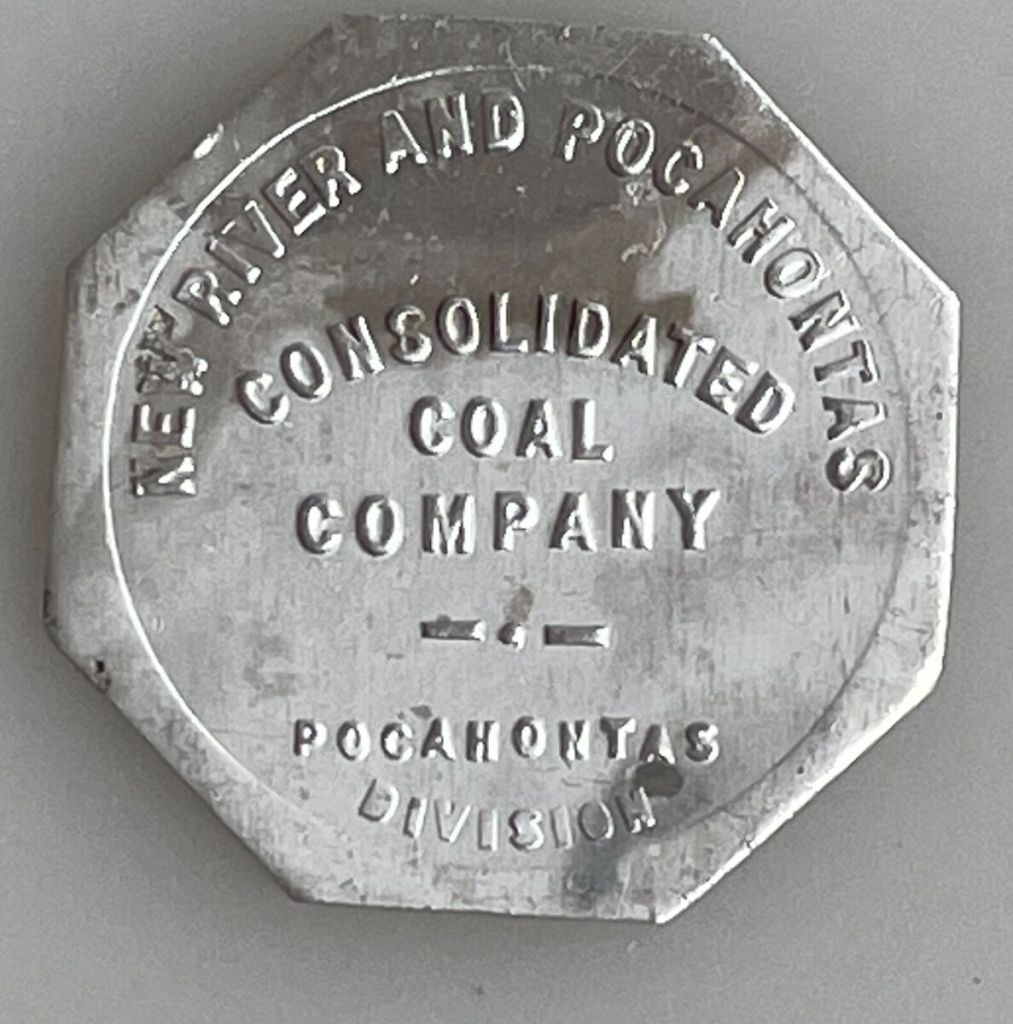 NEW RIVER AND POCAHONTAS
CONSOLIDATED
COAL
COMPANY
POCAHONTAS
DIVISION